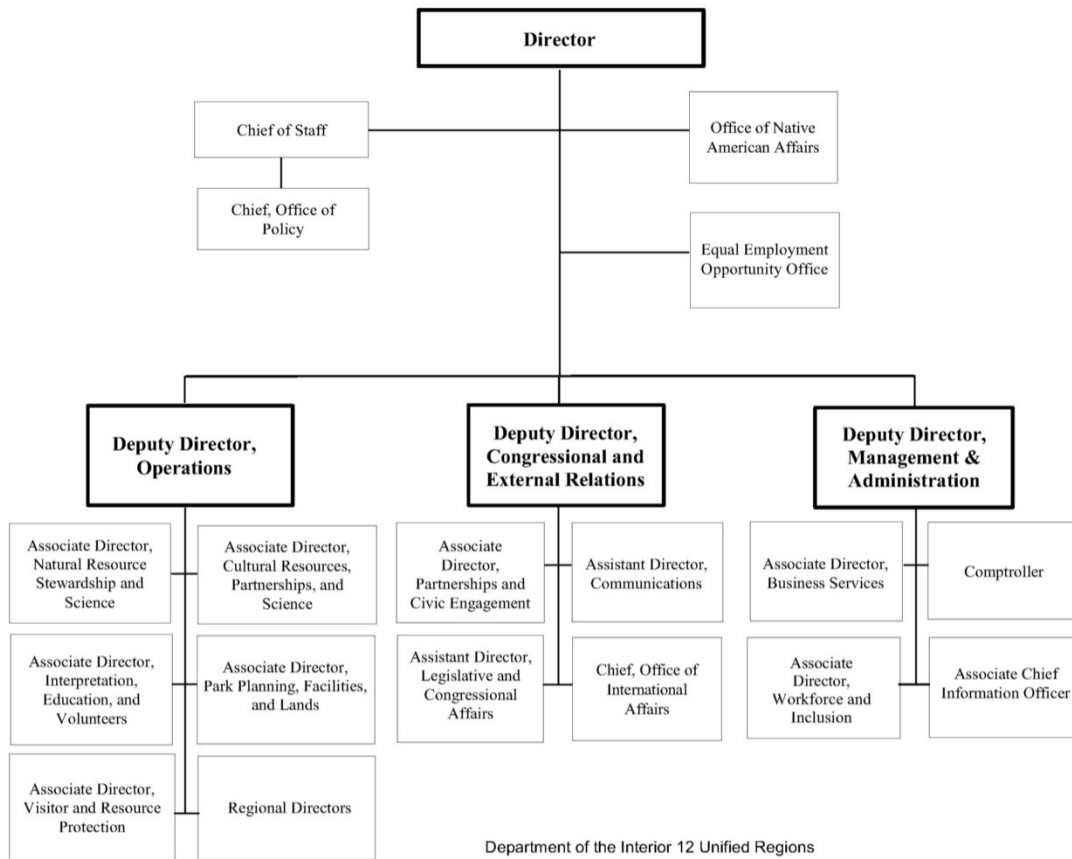 Director
Chief of Staff
Office of Native
American Affairs
Chief, Office of
Policy
Equal Employment
Opportunity Office
Deputy Director,
Operations
Deputy Director,
Congressional and
External Relations
Deputy Director,
Management &
Administration
Associate Director,
Natural Resource
Stewardship and
Science
Associate Director,
Cultural Resources,
Partnerships, and
Science
Associate
Director,
Partnerships and
Civic Engagement
Assistant Director,
Communications
Associate Director,
Business Services
Comptroller
Associate Director,
Interpretation,
Education, and
Volunteers
Associate Director,
Park Planning, Facilities,
and Lands
Assistant Director,
Legislative and
Congressional
Affairs
Chief, Office of
International
Affairs
Associate
Director,
Workforce and
Inclusion
Associate Chief
Information Officer
Associate Director,
Visitor and Resource
Protection
Regional Directors
Department of the Interior 12 Unified Regions